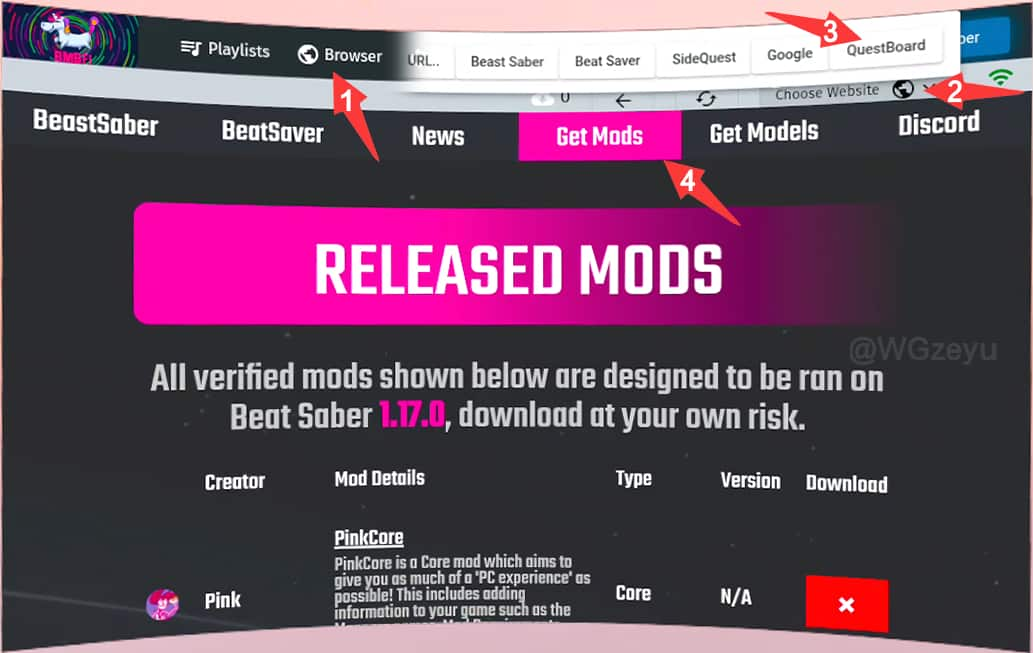 BMBF!
Playlists
Browser
URL..
Beast Saber
Beat Saver
SideQuest
Google
QuestBoard
3
1
0
Choose Website
2
BeastSaber
BeatSaver
News
Get Mods
Get Models
Discord
4
RELEASED MODS
@WGzeyu
All verified mods shown below are designed to be ran on
Beat Saber 1.17.0, download at your own risk.
Creator
Mod Details
Type
Version
Download
PinkCore
PinkCore is a Core mod which aims to
give you as much of a 'PC experience' as
possible! This includes adding
information to your game such as the
Pink
Core
N/A